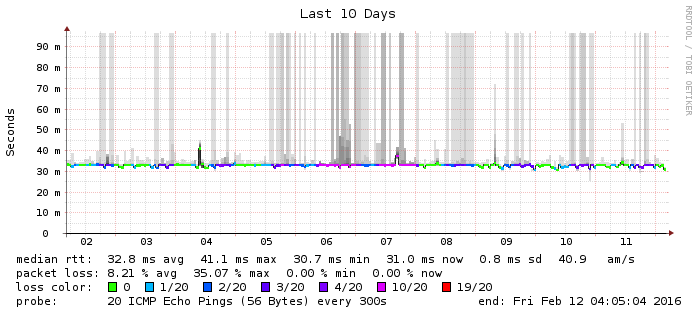 Last 10 Days
RRDTOOL / TOBI OETIKER
Seconds
90 m
80 m
70 m
60 m
50 m
40 m
30 m
20 m
10 m
0
02 03 04 05 06 07 08 09 10 11
median rtt: 32.8 ms avg 41.1 ms max 30.7 ms min 31.0 ms now 0.8 ms sd 40.9 am/s
packet loss: 8.21 % avg 35.07 % max 0.00 % min 0.00 % now
loss color: 0 1/20 2/20 3/20 4/20 10/20 19/20
probe: 20 ICMP Echo Pings (56 Bytes) every 300s end: Fri Feb 12 04:05:04 2016